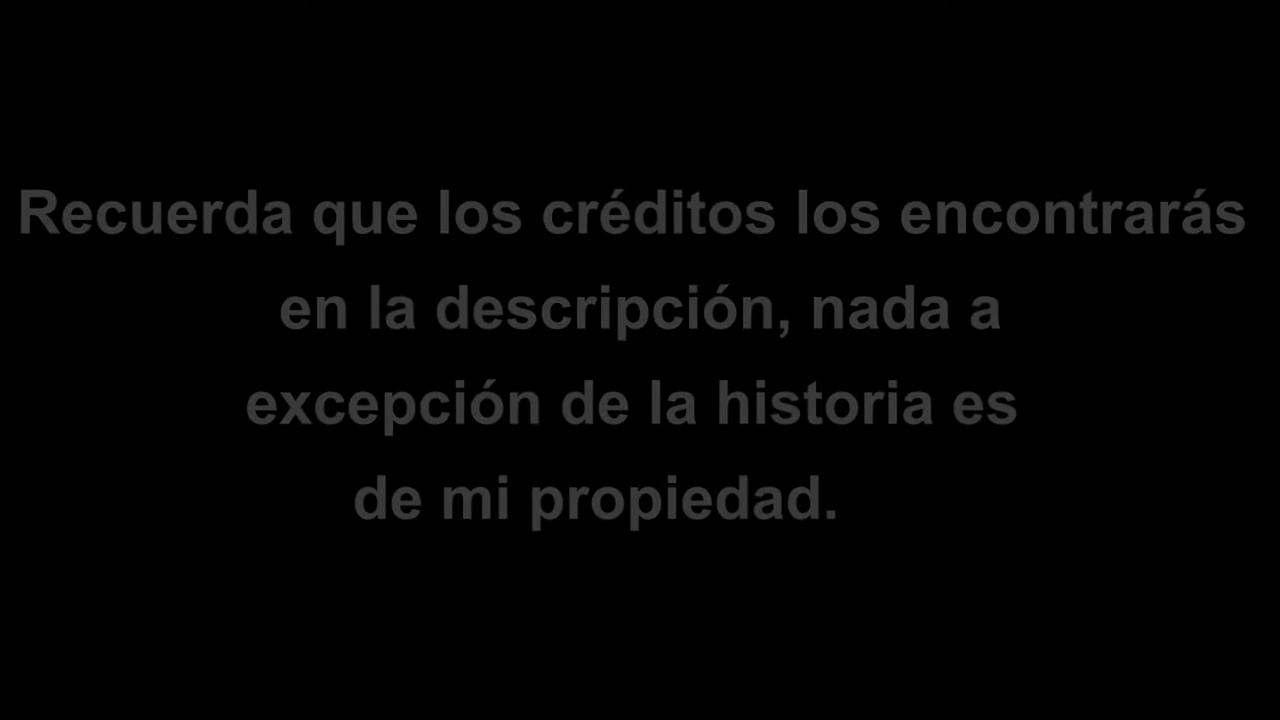 Recuerda que los créditos los encontrarás
en la descripción, nada a
excepción de la historia es
de mi propiedad.